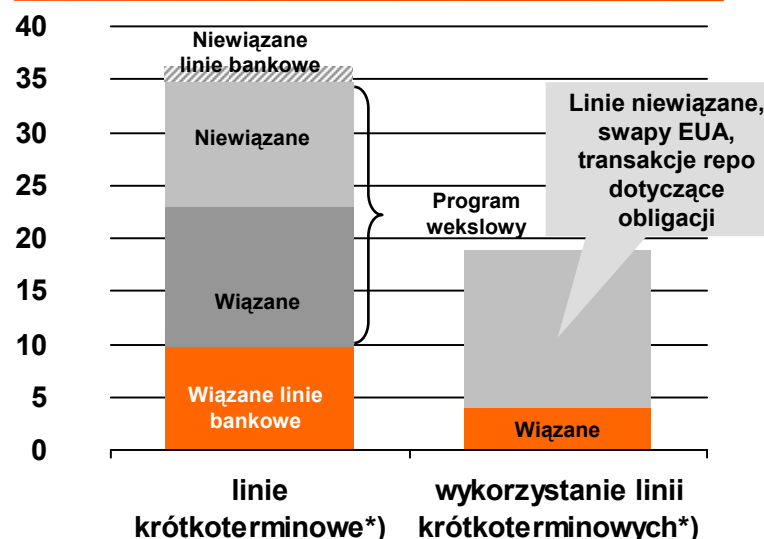 40
35
30
25
20
15
10
5
0
Niewiązane
linie bankowe
Niewiązane
Wiązane
Wiązane linie
bankowe
Program
wekslowy
Linie niewiązane,
swapy EUA,
transakcje repo
dotyczące
obligacji
Wiązane
linie
krótkoterminowe*)
wykorzystanie linii
krótkoterminowych*)